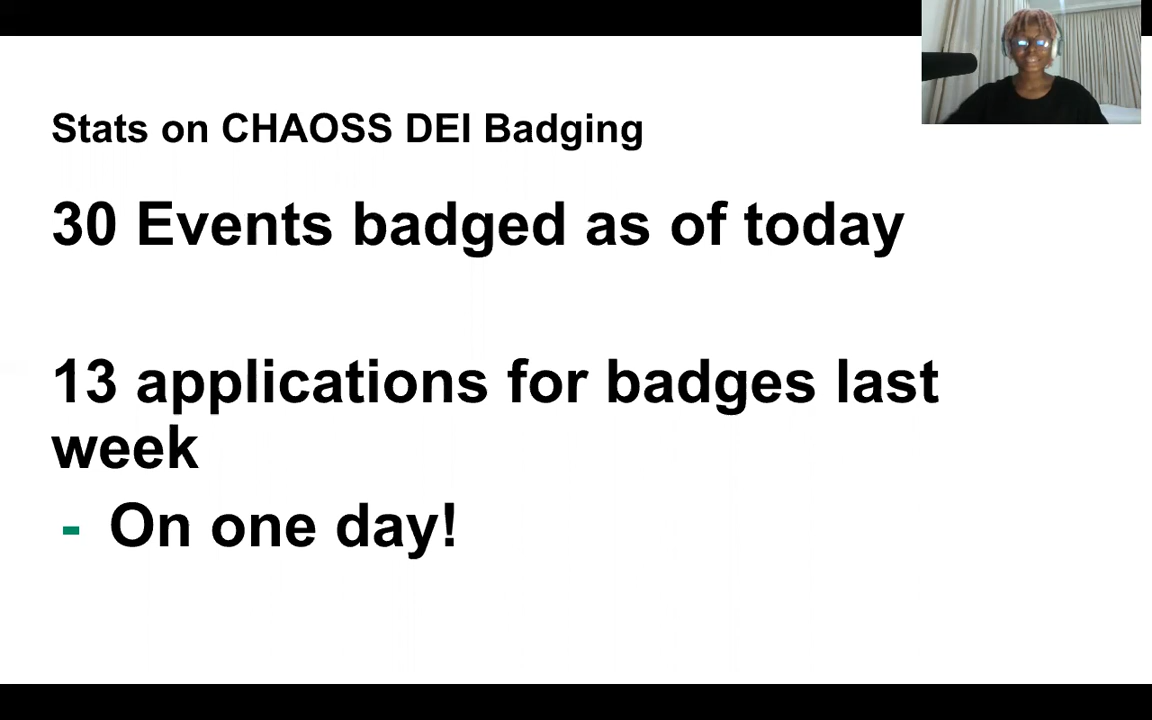 Stats on CHAOSS DEI Badging
30 Events badged as of today
13 applications for badges last
week
- On one day!